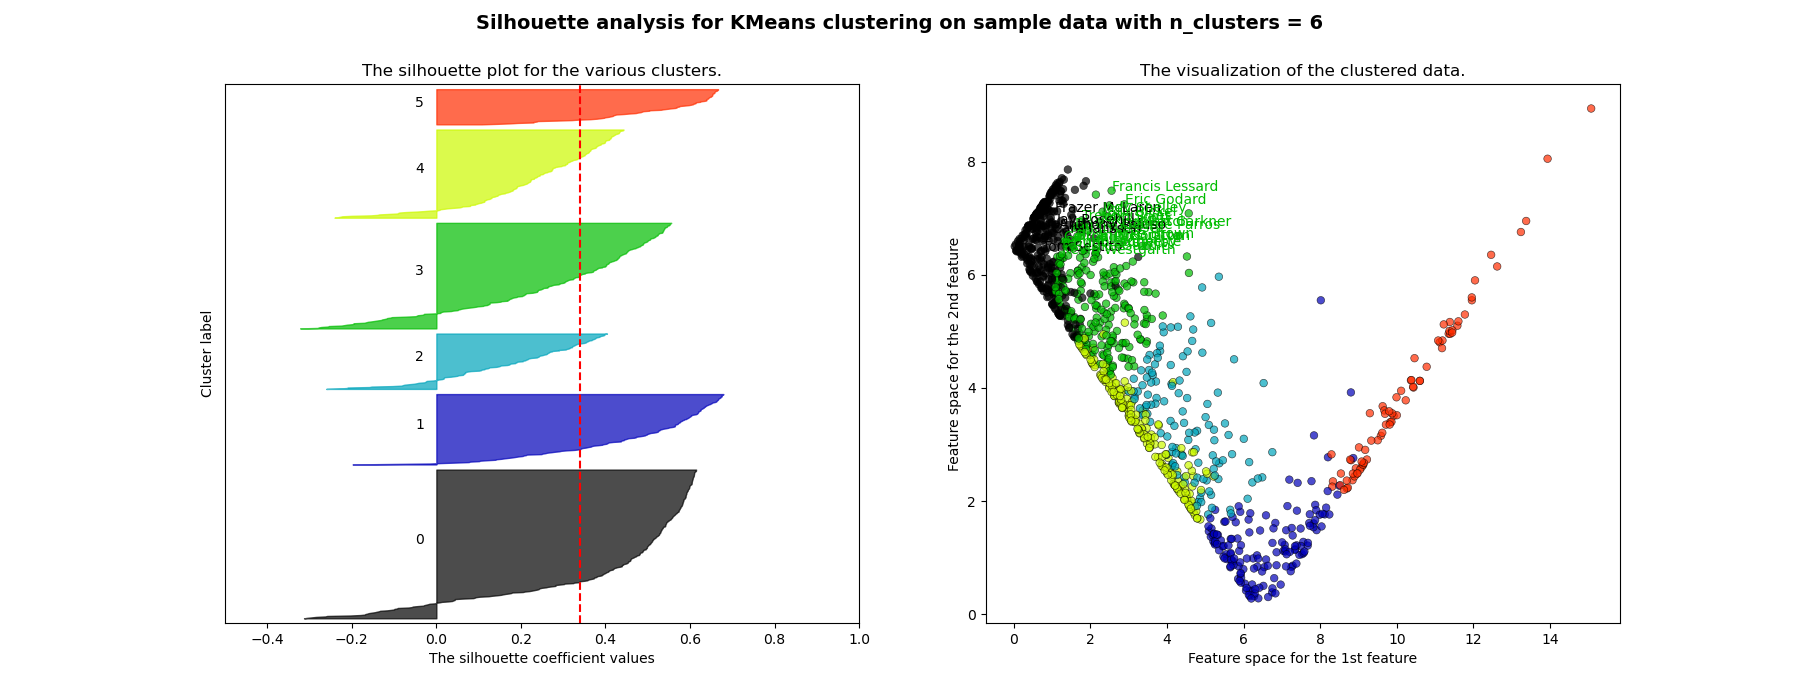 Silhouette analysis for KMeans clustering on sample data with n_clusters = 6
The silhouette plot for the various clusters.
5
4
3
2
1
0
Cluster label
−0.4 −0.2 0.0 0.2 0.4 0.6 0.8 1.0
The silhouette coefficient values
The visualization of the clustered data.
8
6
4
2
0
Feature space for the 2nd feature
Francis Lessard
Eric Godard
Frazer McLaren
Parros
Westgarth
0 2 4 6 8 10 12 14
Feature space for the 1st feature